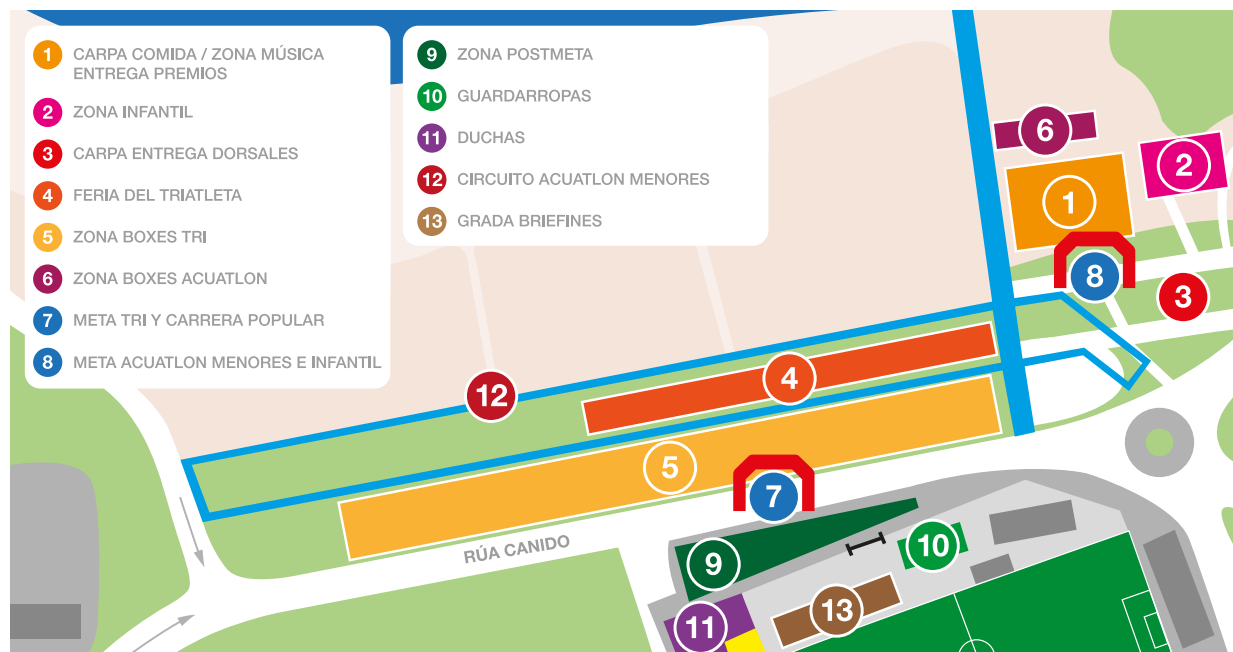 1 CARPA COMIDA / ZONA MÚSICA
ENTREGA PREMIOS
2 ZONA INFANTIL
3 CARPA ENTREGA DORSALES
4 FERIA DEL TRIATLETA
5 ZONA BOXES TRI
6 ZONA BOXES ACUATLON
7 META TRI Y CARRERA POPULAR
8 META ACUATLON MENORES E INFANTIL
9 ZONA POSTMETA
10 GUARDARROPAS
11 DUCHAS
12 CIRCUITO ACUATLON MENORES
13 GRADA BRIEFINES
6
2
1
8
3
4
12
5
7
RÚA CANIDO
10
9
13
11